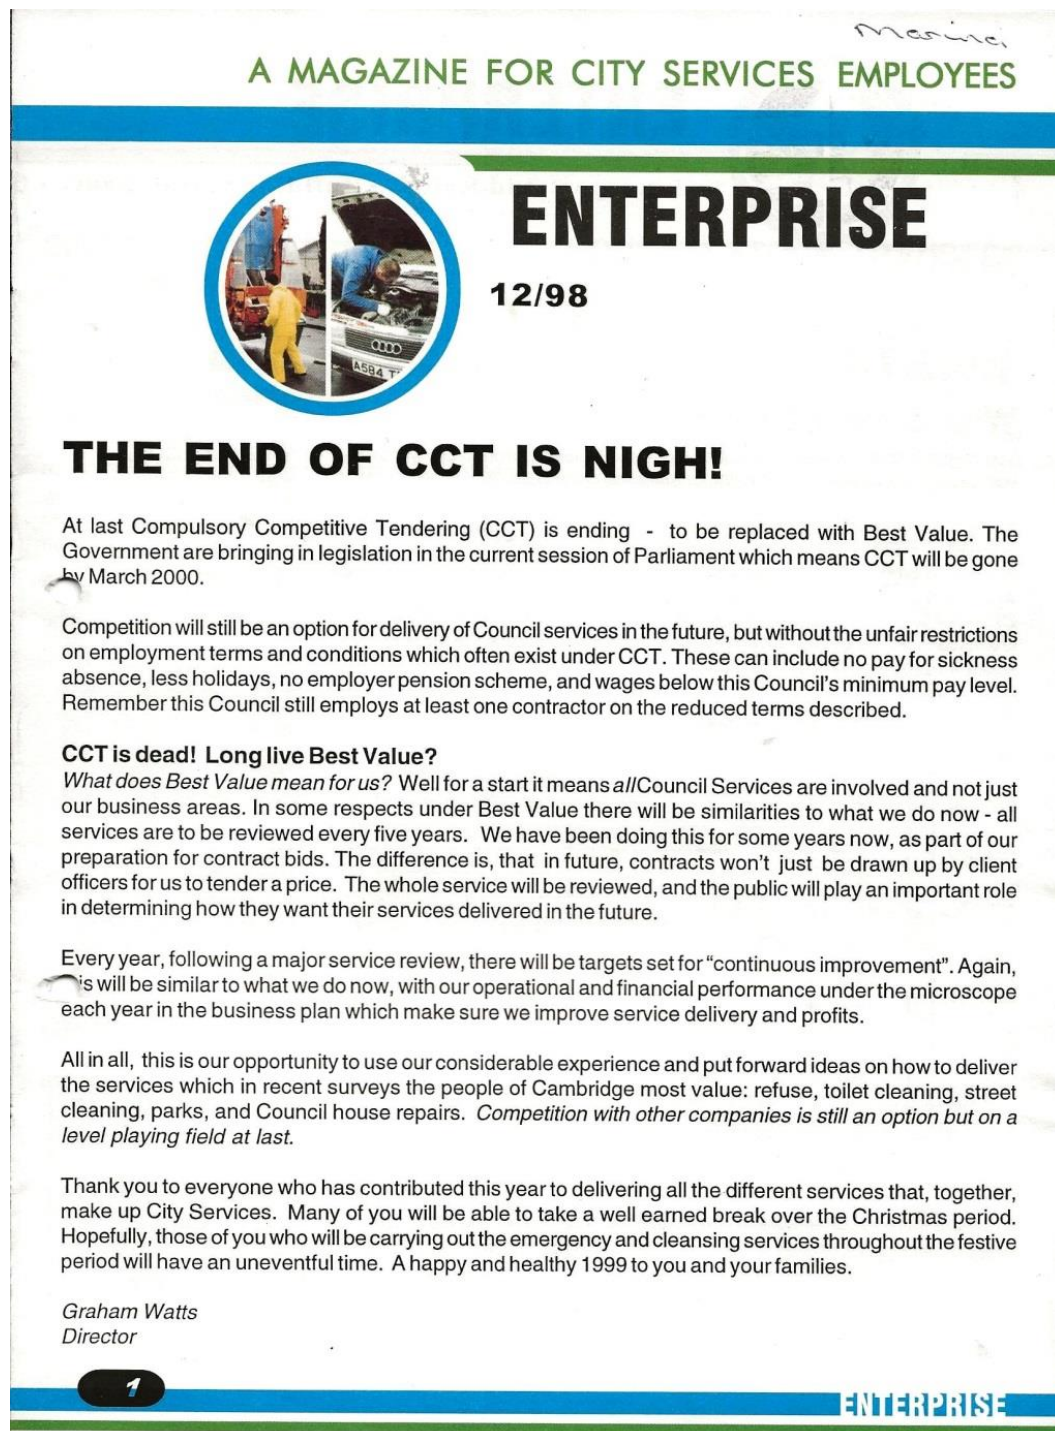 Marina
A MAGAZINE FOR CITY SERVICES EMPLOYEES
ENTERPRISE
12/98
A584 T
THE END OF CCT IS NIGH!
At last Compulsory Competitive Tendering (CCT) is ending - to be replaced with Best Value. The
Government are bringing in legislation in the current session of Parliament which means CCT will be gone
by March 2000.
Competition will still be an option for delivery of Council services in the future, but without the unfair restrictions
on employment terms and conditions which often exist under CCT. These can include no pay for sickness
absence, less holidays, no employer pension scheme, and wages below this Council's minimum pay level.
Remember this Council still employs at least one contractor on the reduced terms described.
CCT is dead! Long live Best Value?
What does Best Value mean for us? Well for a start it means all Council Services are involved and not just
our business areas. In some respects under Best Value there will be similarities to what we do now - all
services are to be reviewed every five years. We have been doing this for some years now, as part of our
preparation for contract bids. The difference is, that in future, contracts won't just be drawn up by client
officers for us to tender a price. The whole service will be reviewed, and the public will play an important role
in determining how they want their services delivered in the future.
Every year, following a major service review, there will be targets set for “continuous improvement”. Again,
is will be similar to what we do now, with our operational and financial performance under the microscope
each year in the business plan which make sure we improve service delivery and profits.
All in all, this is our opportunity to use our considerable experience and put forward ideas on how to deliver
the services which in recent surveys the people of Cambridge most value: refuse, toilet cleaning, street
cleaning, parks, and Council house repairs. Competition with other companies is still an option but on a
level playing field at last.
Thank you to everyone who has contributed this year to delivering all the different services that, together,
make up City Services. Many of you will be able to take a well earned break over the Christmas period.
Hopefully, those of you who will be carrying out the emergency and cleansing services throughout the festive
period will have an uneventful time. A happy and healthy 1999 to you and your families.
Graham Watts
Director
1
ENTERPRISE